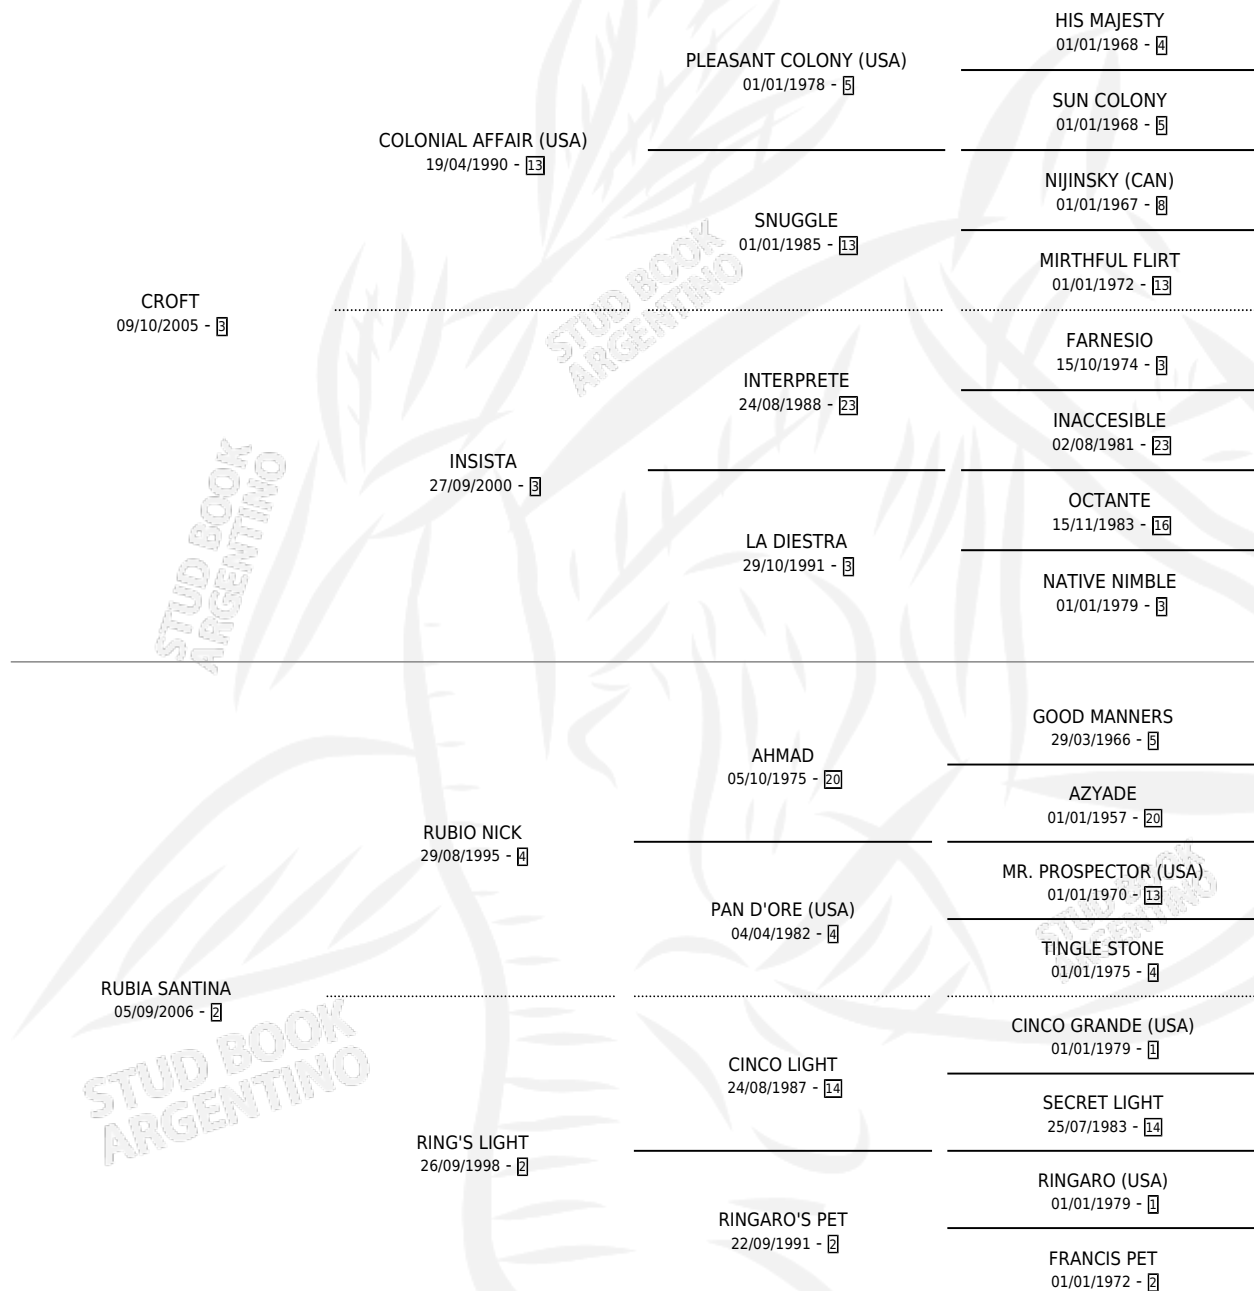 HIS MAJESTY
01/01/1968 - 4
PLEASANT COLONY (USA)
01/01/1978 - 5
SUN COLONY
01/01/1968 - 5
COLONIAL AFFAIR (USA)
19/04/1990 - 13
NIJINSKY (CAN)
01/01/1967 - 8
SNUGGLE
01/01/1985 - 13
MIRTHFUL FLIRT
01/01/1972 - 13
CROFT
09/10/2005 - 3
FARNESIO
15/10/1974 - 3
INTERPRETE
24/08/1988 - 23
INACCESIBLE
02/08/1981 - 23
INSISTA
27/09/2000 - 3
OCTANTE
15/11/1983 - 16
LA DIESTRA
29/10/1991 - 3
NATIVE NIMBLE
01/01/1979 - 3
GOOD MANNERS
29/03/1966 - 5
AHMAD
05/10/1975 - 20
AZYADE
01/01/1957 - 20
RUBIO NICK
29/08/1995 - 4
MR. PROSPECTOR (USA)
01/01/1970 - 13
PAN D'ORE (USA)
04/04/1982 - 4
TINGLE STONE
01/01/1975 - 4
RUBIA SANTINA
05/09/2006 - 2
CINCO GRANDE (USA)
01/01/1979 - 1
CINCO LIGHT
24/08/1987 - 14
SECRET LIGHT
25/07/1983 - 14
RING'S LIGHT
26/09/1998 - 2
RINGARO (USA)
01/01/1979 - 1
RINGARO'S PET
22/09/1991 - 2
FRANCIS PET
01/01/1972 - 2
STUD BOOK
ARGENTINO
STUD BOOK
ARGENTINO
STUD BOOK
ARGENTINO
STUD BOOK
ARGENTINO